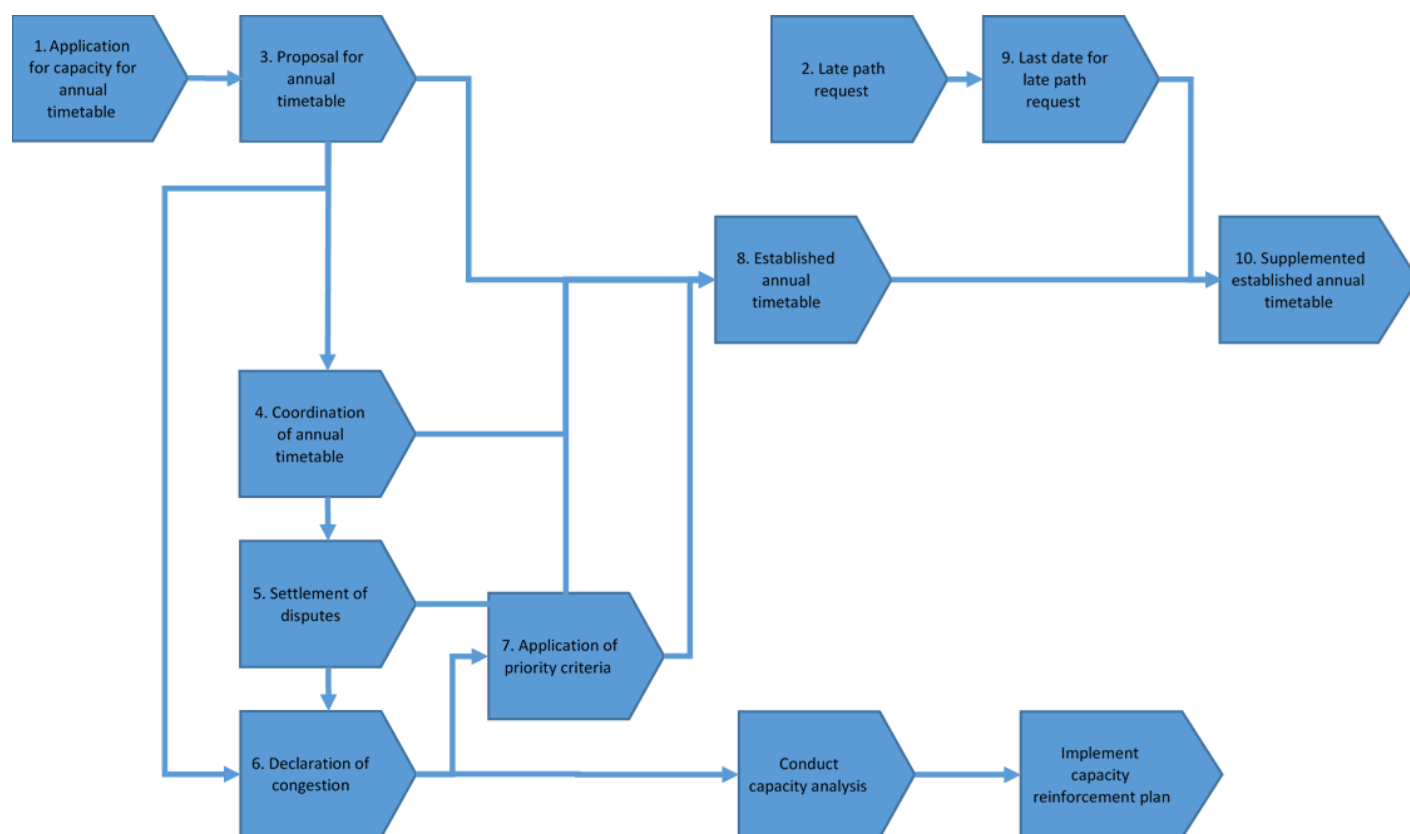 1. Application
for capacity for
annual
timetable
3. Proposal for
annual
timetable
2. Late path
request
9. Last date for
late path
request
8. Established
annual
timetable
10. Supplemented
established annual
timetable
4. Coordination
of annual
timetable
5. Settlement of
disputes
7. Application of
priority criteria
6. Declaration of
congestion
Conduct
capacity analysis
Implement
capacity
reinforcement plan